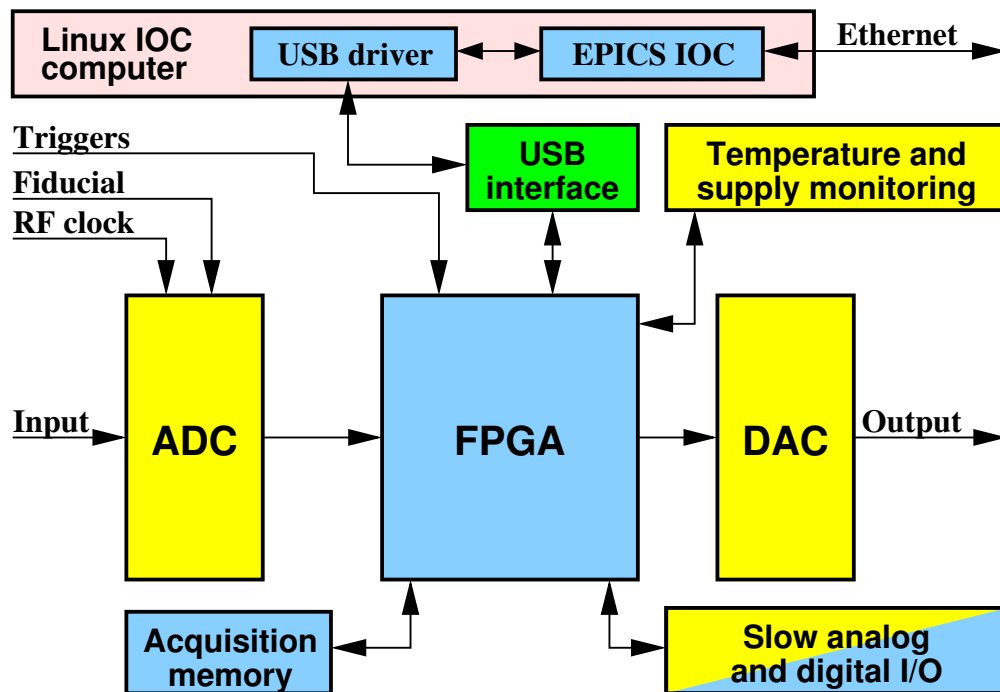 Linux IOC
computer
USB driver
EPICS IOC
Ethernet
Triggers
Fiducial
RF clock
USB
interface
Temperature and
supply monitoring
Input
ADC
FPGA
DAC
Output
Acquisition
memory
Slow analog
and digital I/O